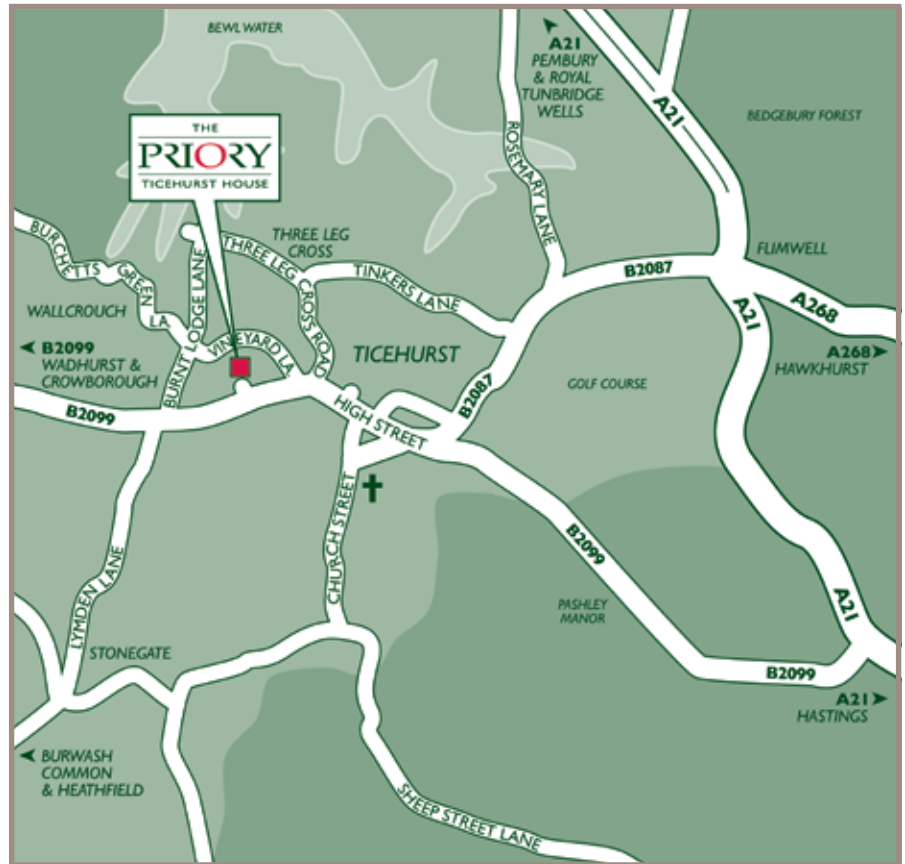 BEWL WATER
A21
PEMBURY
& ROYAL
TUNBRIDGE
WELLS
A21
BEDGEBURY FOREST
THE
PRIORY
TICEHURST HOUSE
ROSEMARY LANE
BURCHETTS GREEN LA.
THREE LEG
CROSS
THREE LEG CROSS ROAD
TINKERS LANE
B2087
FLIMWELL
A268
A21
WALLCROUCH
BURNT LODGE LANE
VINEYARD LA.
TICEHURST
B2099
WADHURST &
CROWBOROUGH
A268
HAWKHURST
B2087
GOLF COURSE
B2099
HIGH STREET
CHURCH STREET
B2099
LYMDEN LANE
PASHLEY
MANOR
A21
STONEGATE
B2099
A21
HASTINGS
BURWASH
COMMON
& HEATHFIELD
SHEEP STREET LANE